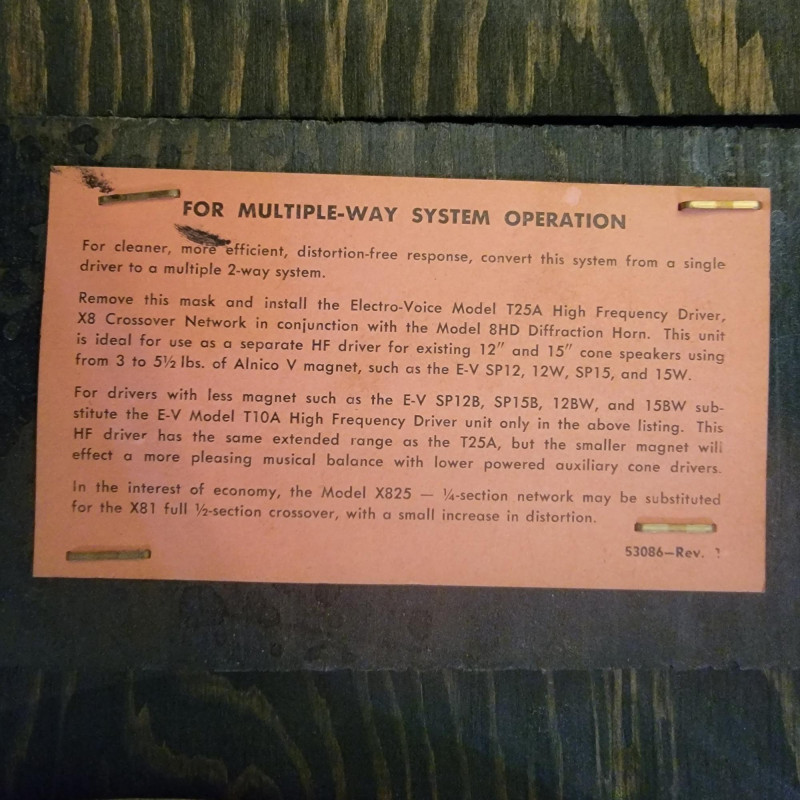 FOR MULTIPLE-WAY SYSTEM OPERATION
For cleaner, more efficient, distortion-free response, convert this system from a single
driver to a multiple 2-way system.
Remove this mask and install the Electro-Voice Model T25A High Frequency Driver,
X8 Crossover Network in conjunction with the Model 8HD Diffraction Horn. This unit
is ideal for use as a separate HF driver for existing 12″ and 15″ cone speakers using
from 3 to 5½ lbs. of Alnico V magnet, such as the E-V SP12, 12W, SP15, and 15W.
For drivers with less magnet such as the E-V SP12B, SP15B, 12BW, and 15BW sub-
stitute the E-V Model T10A High Frequency Driver unit only in the above listing. This
HF driver has the same extended range as the T25A, but the smaller magnet will
effect a more pleasing musical balance with lower powered auxiliary cone drivers.
In the interest of economy, the Model X825 — ¼-section network may be substituted
for the X81 full ½-section crossover, with a small increase in distortion.
53086—Rev.